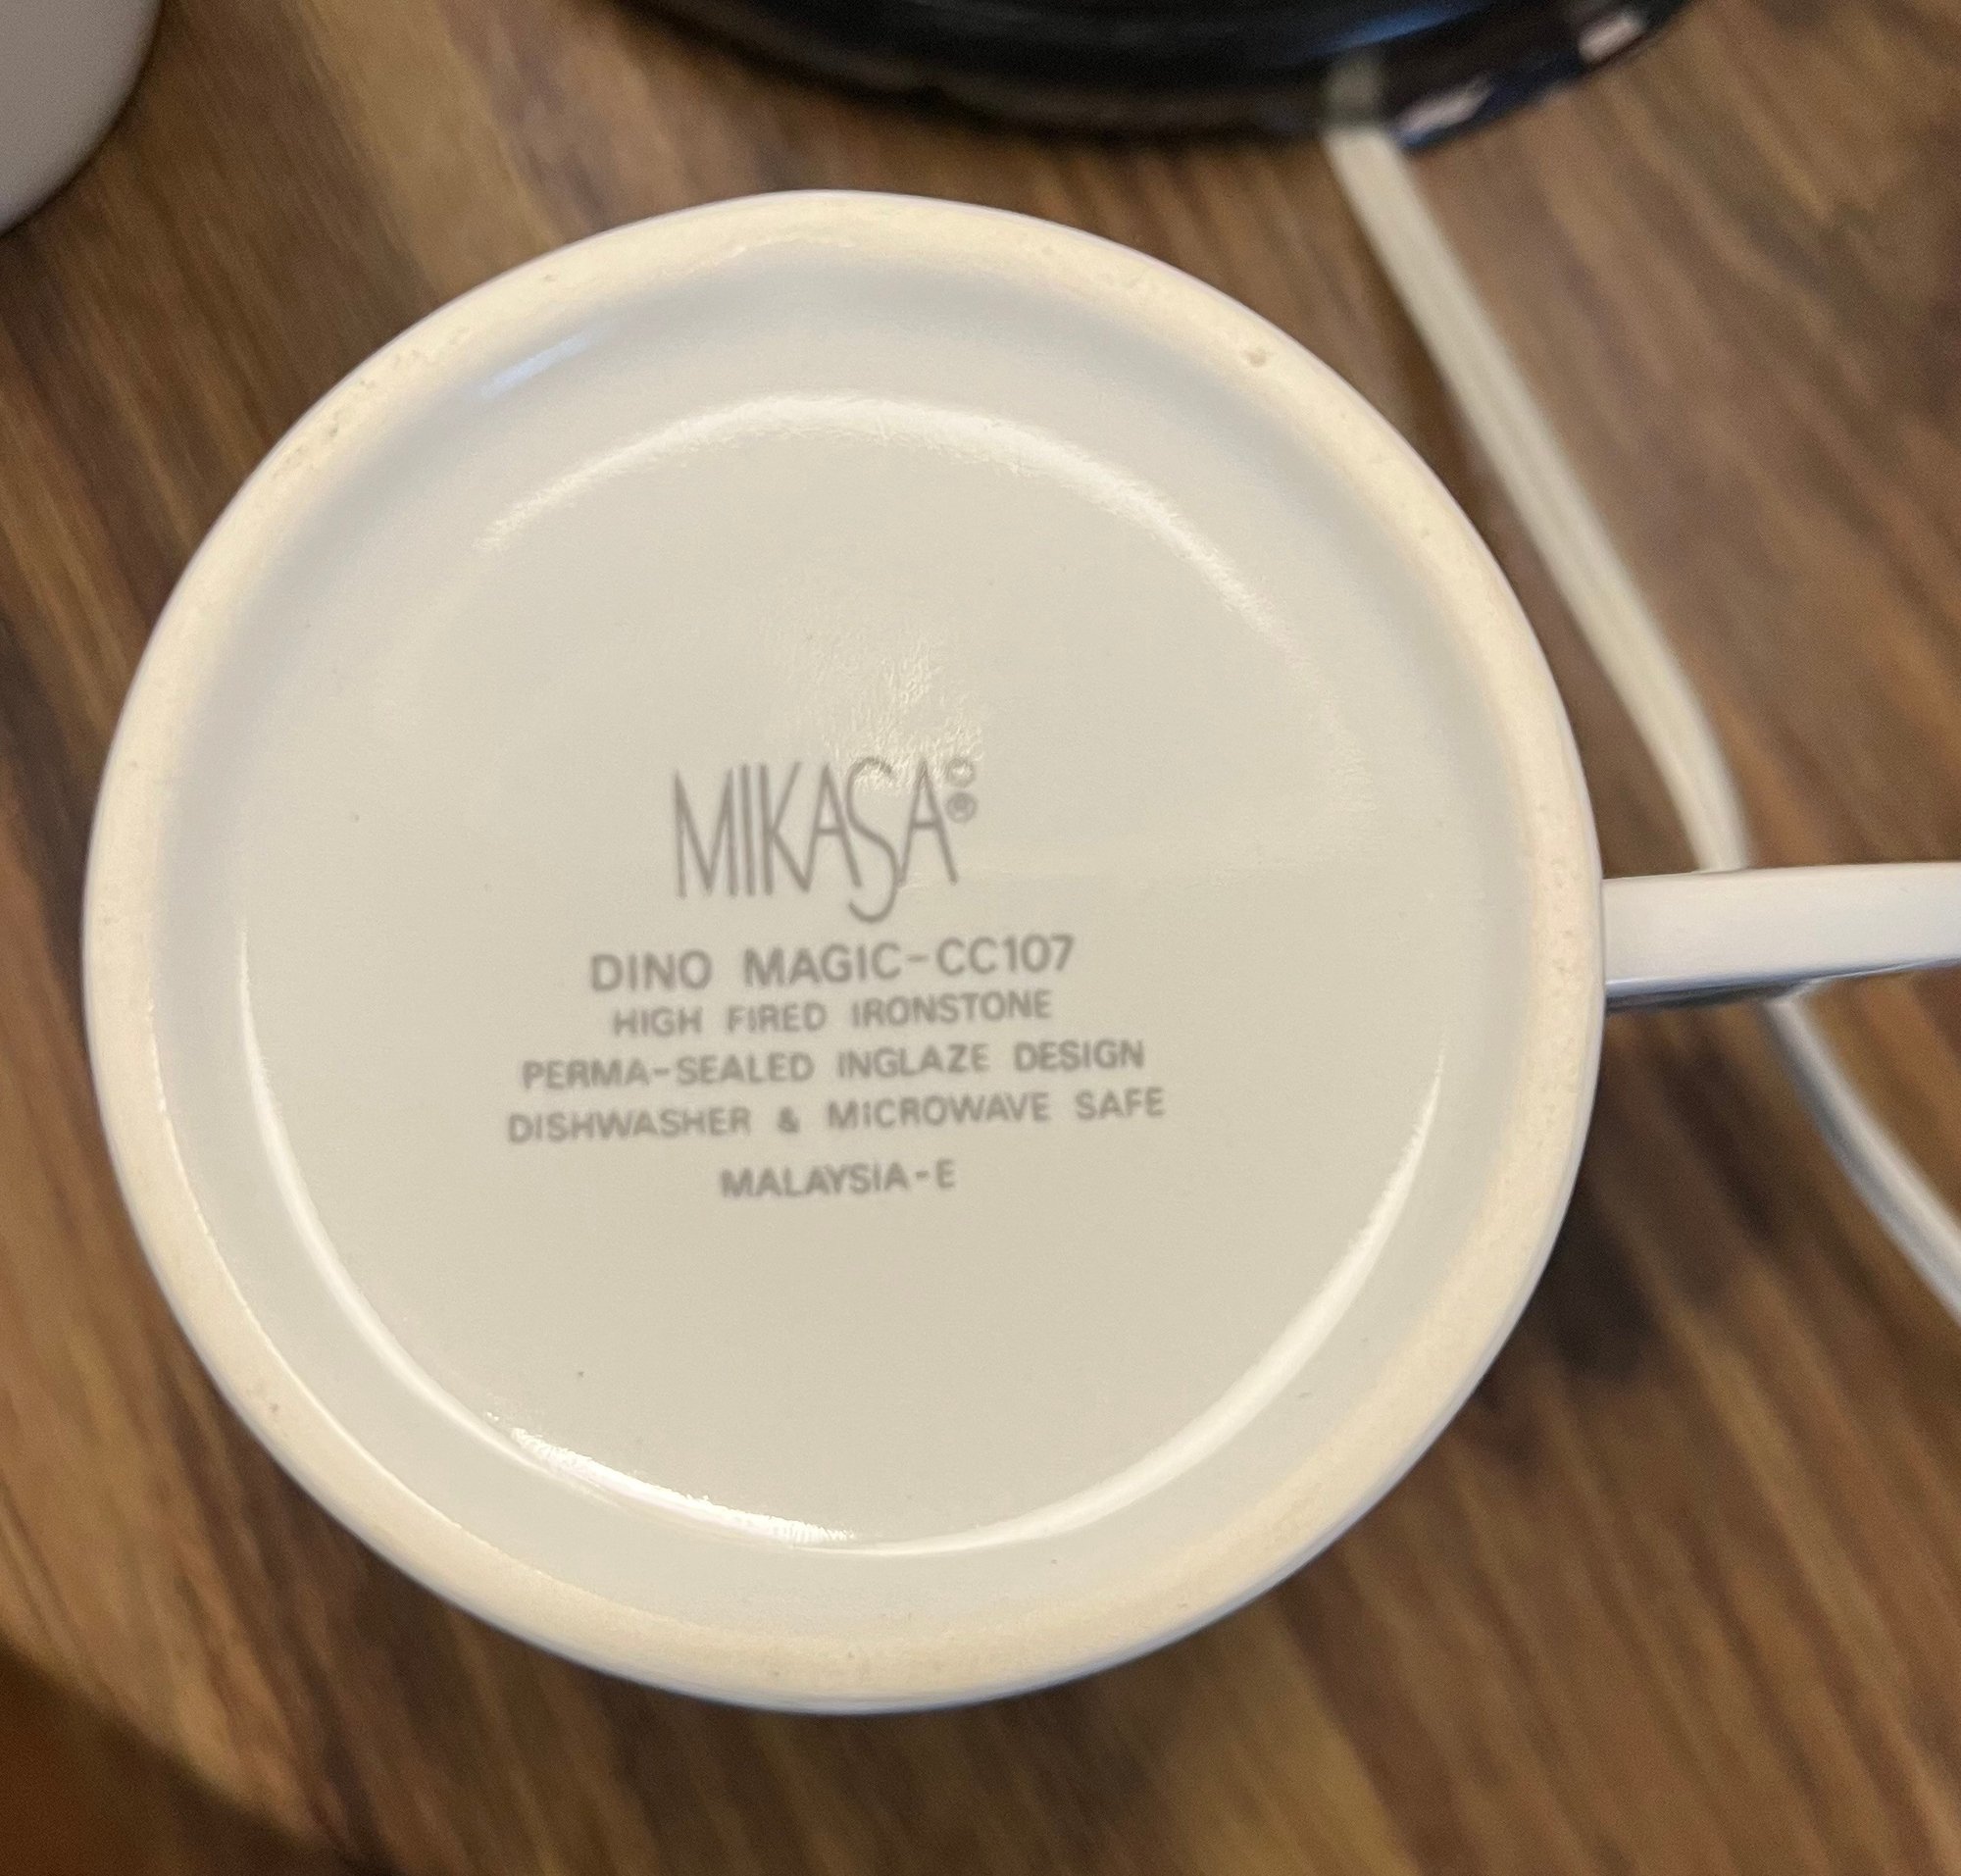 MIKASA®
DINO MAGIC-CC107
HIGH FIRED IRONSTONE
PERMA-SEALED INGLAZE DESIGN
DISHWASHER & MICROWAVE SAFE
MALAYSIA-E